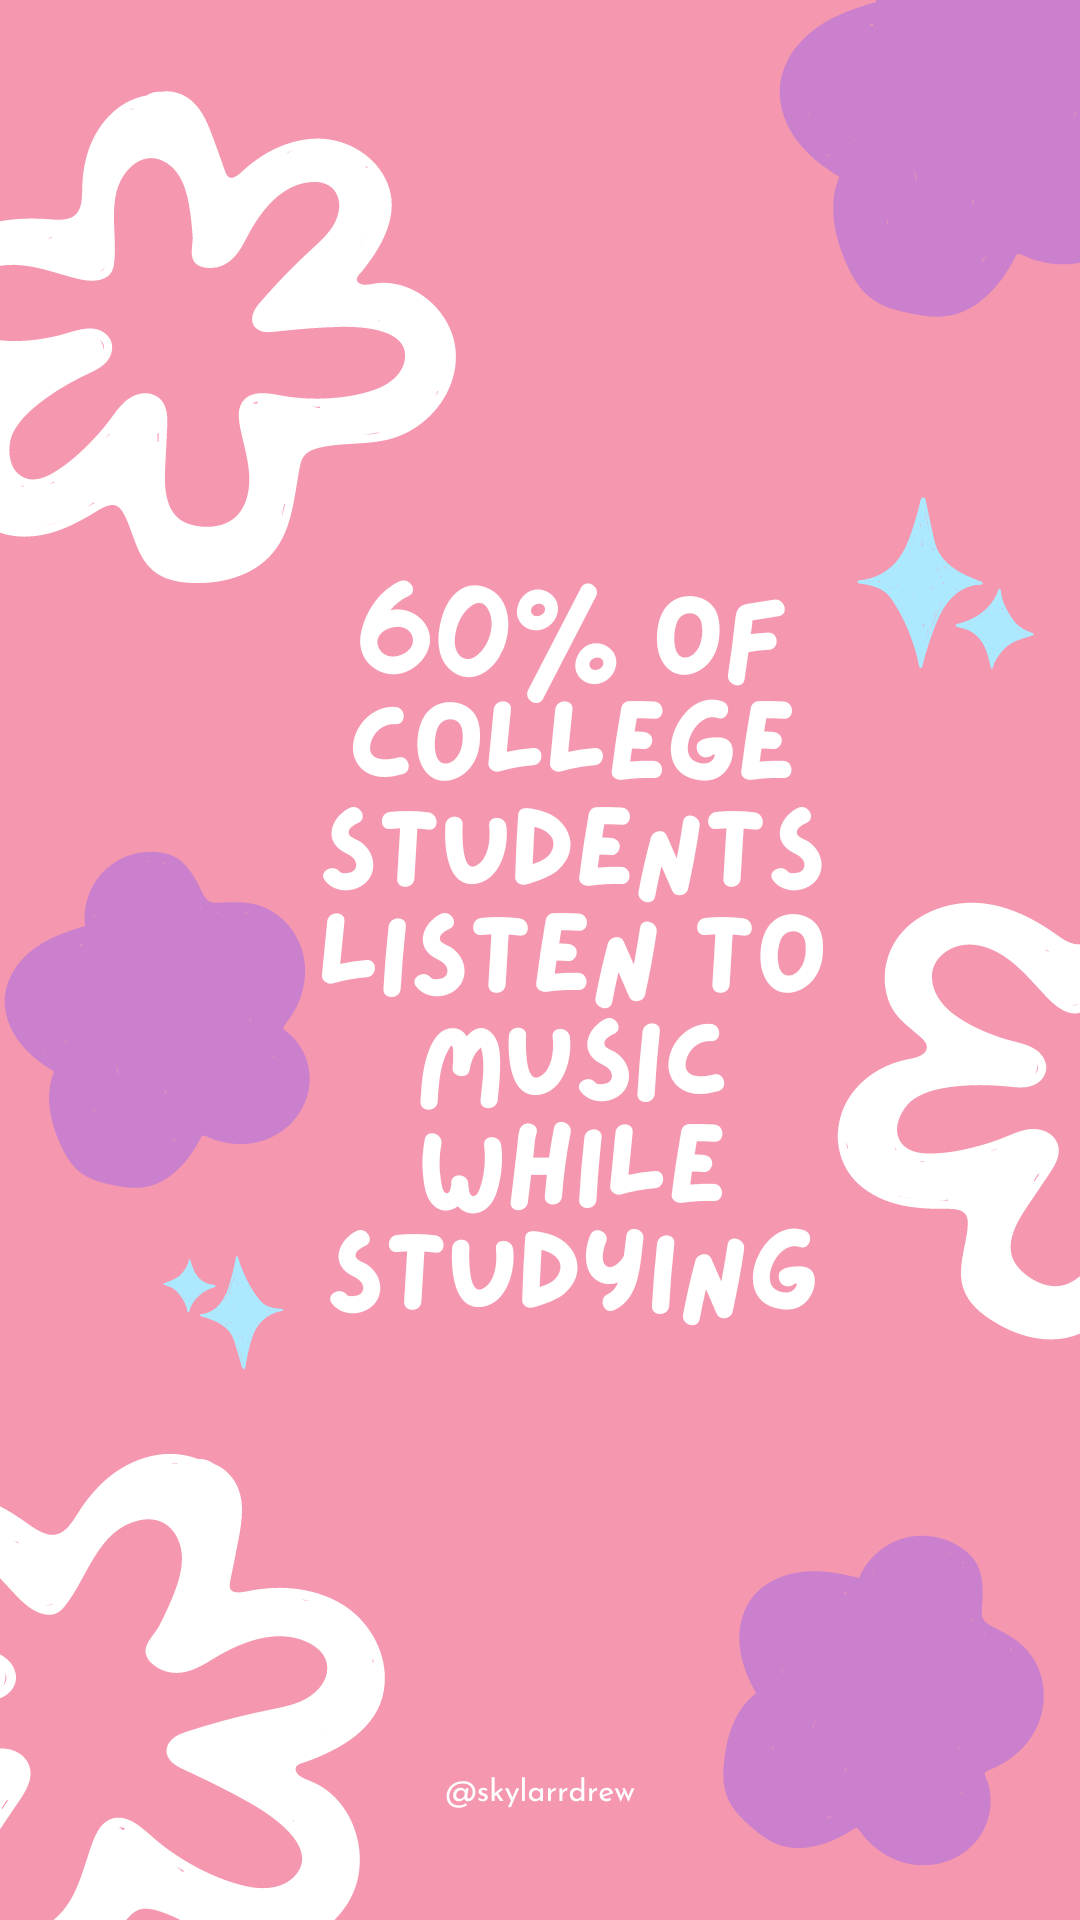 60% OF
COLLEGE
STUDENTS
LISTEN TO
MUSIC
WHILE
STUDYING
@skylarrdrew